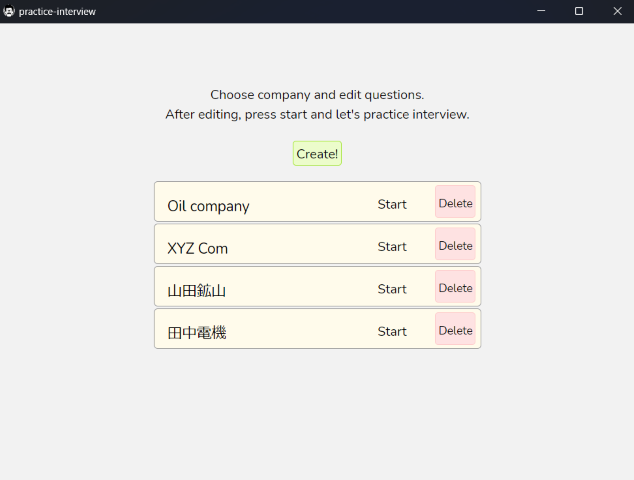 practice-interview
Choose company and edit questions.
After editing, press start and let's practice interview.
Create!
Oil company Start Delete
XYZ Com Start Delete
山田鉱山 Start Delete
田中電機 Start Delete